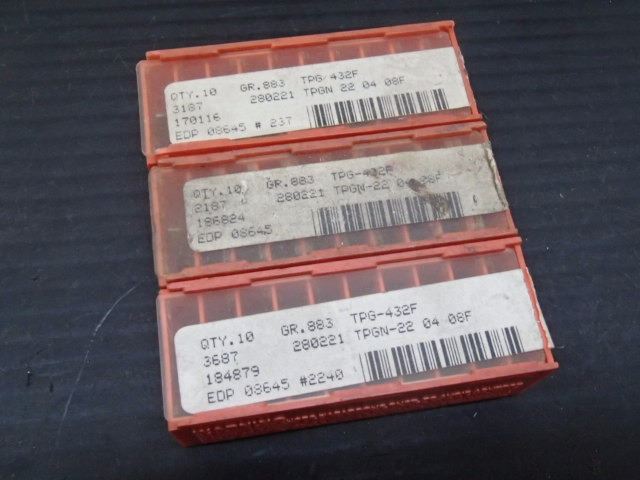 QTY.10 GR.883 TPG-432F
3187 280221 TPGN 22 04 08F
170116
EDP 08645 # 237
QTY.10 GR.883 TPG-432F
2187 280221 TPGN-22 04 08F
186824
EDP 08645
QTY.10 GR.883 TPG-432F
3687 280221 TPGN-22 04 08F
184879
EDP 08645 #2240